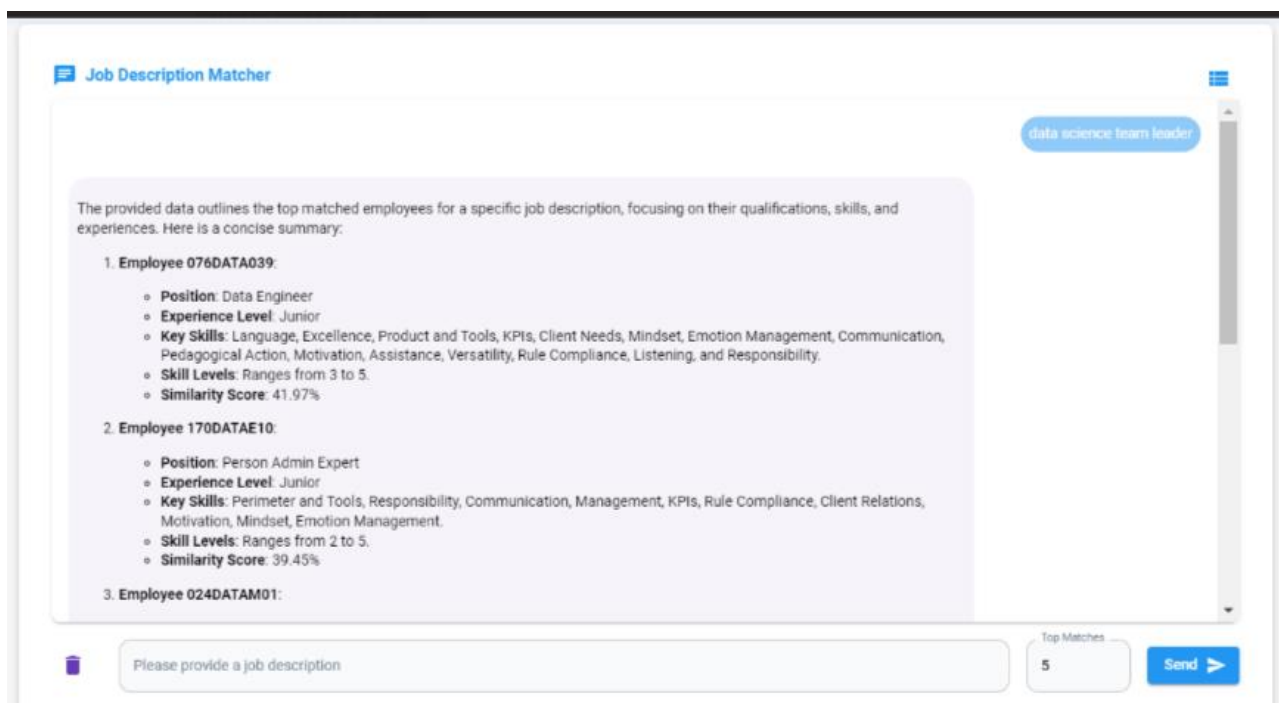 Job Description Matcher
data science team leader
The provided data outlines the top matched employees for a specific job description, focusing on their qualifications, skills, and
experiences. Here is a concise summary:
1. Employee 076DATA039:
Position: Data Engineer
Experience Level: Junior
Key Skills: Language, Excellence, Product and Tools, KPIs, Client Needs, Mindset, Emotion Management, Communication,
Pedagogical Action, Motivation, Assistance, Versatility, Rule Compliance, Listening, and Responsibility.
Skill Levels: Ranges from 3 to 5.
Similarity Score: 41.97%
2. Employee 170DATAE10:
Position: Person Admin Expert
Experience Level: Junior
Key Skills: Perimeter and Tools, Responsibility, Communication, Management, KPIs, Rule Compliance, Client Relations,
Motivation, Mindset, Emotion Management.
Skill Levels: Ranges from 2 to 5.
Similarity Score: 39.45%
3. Employee 024DATAM01:
Please provide a job description
Top Matches
5
Send